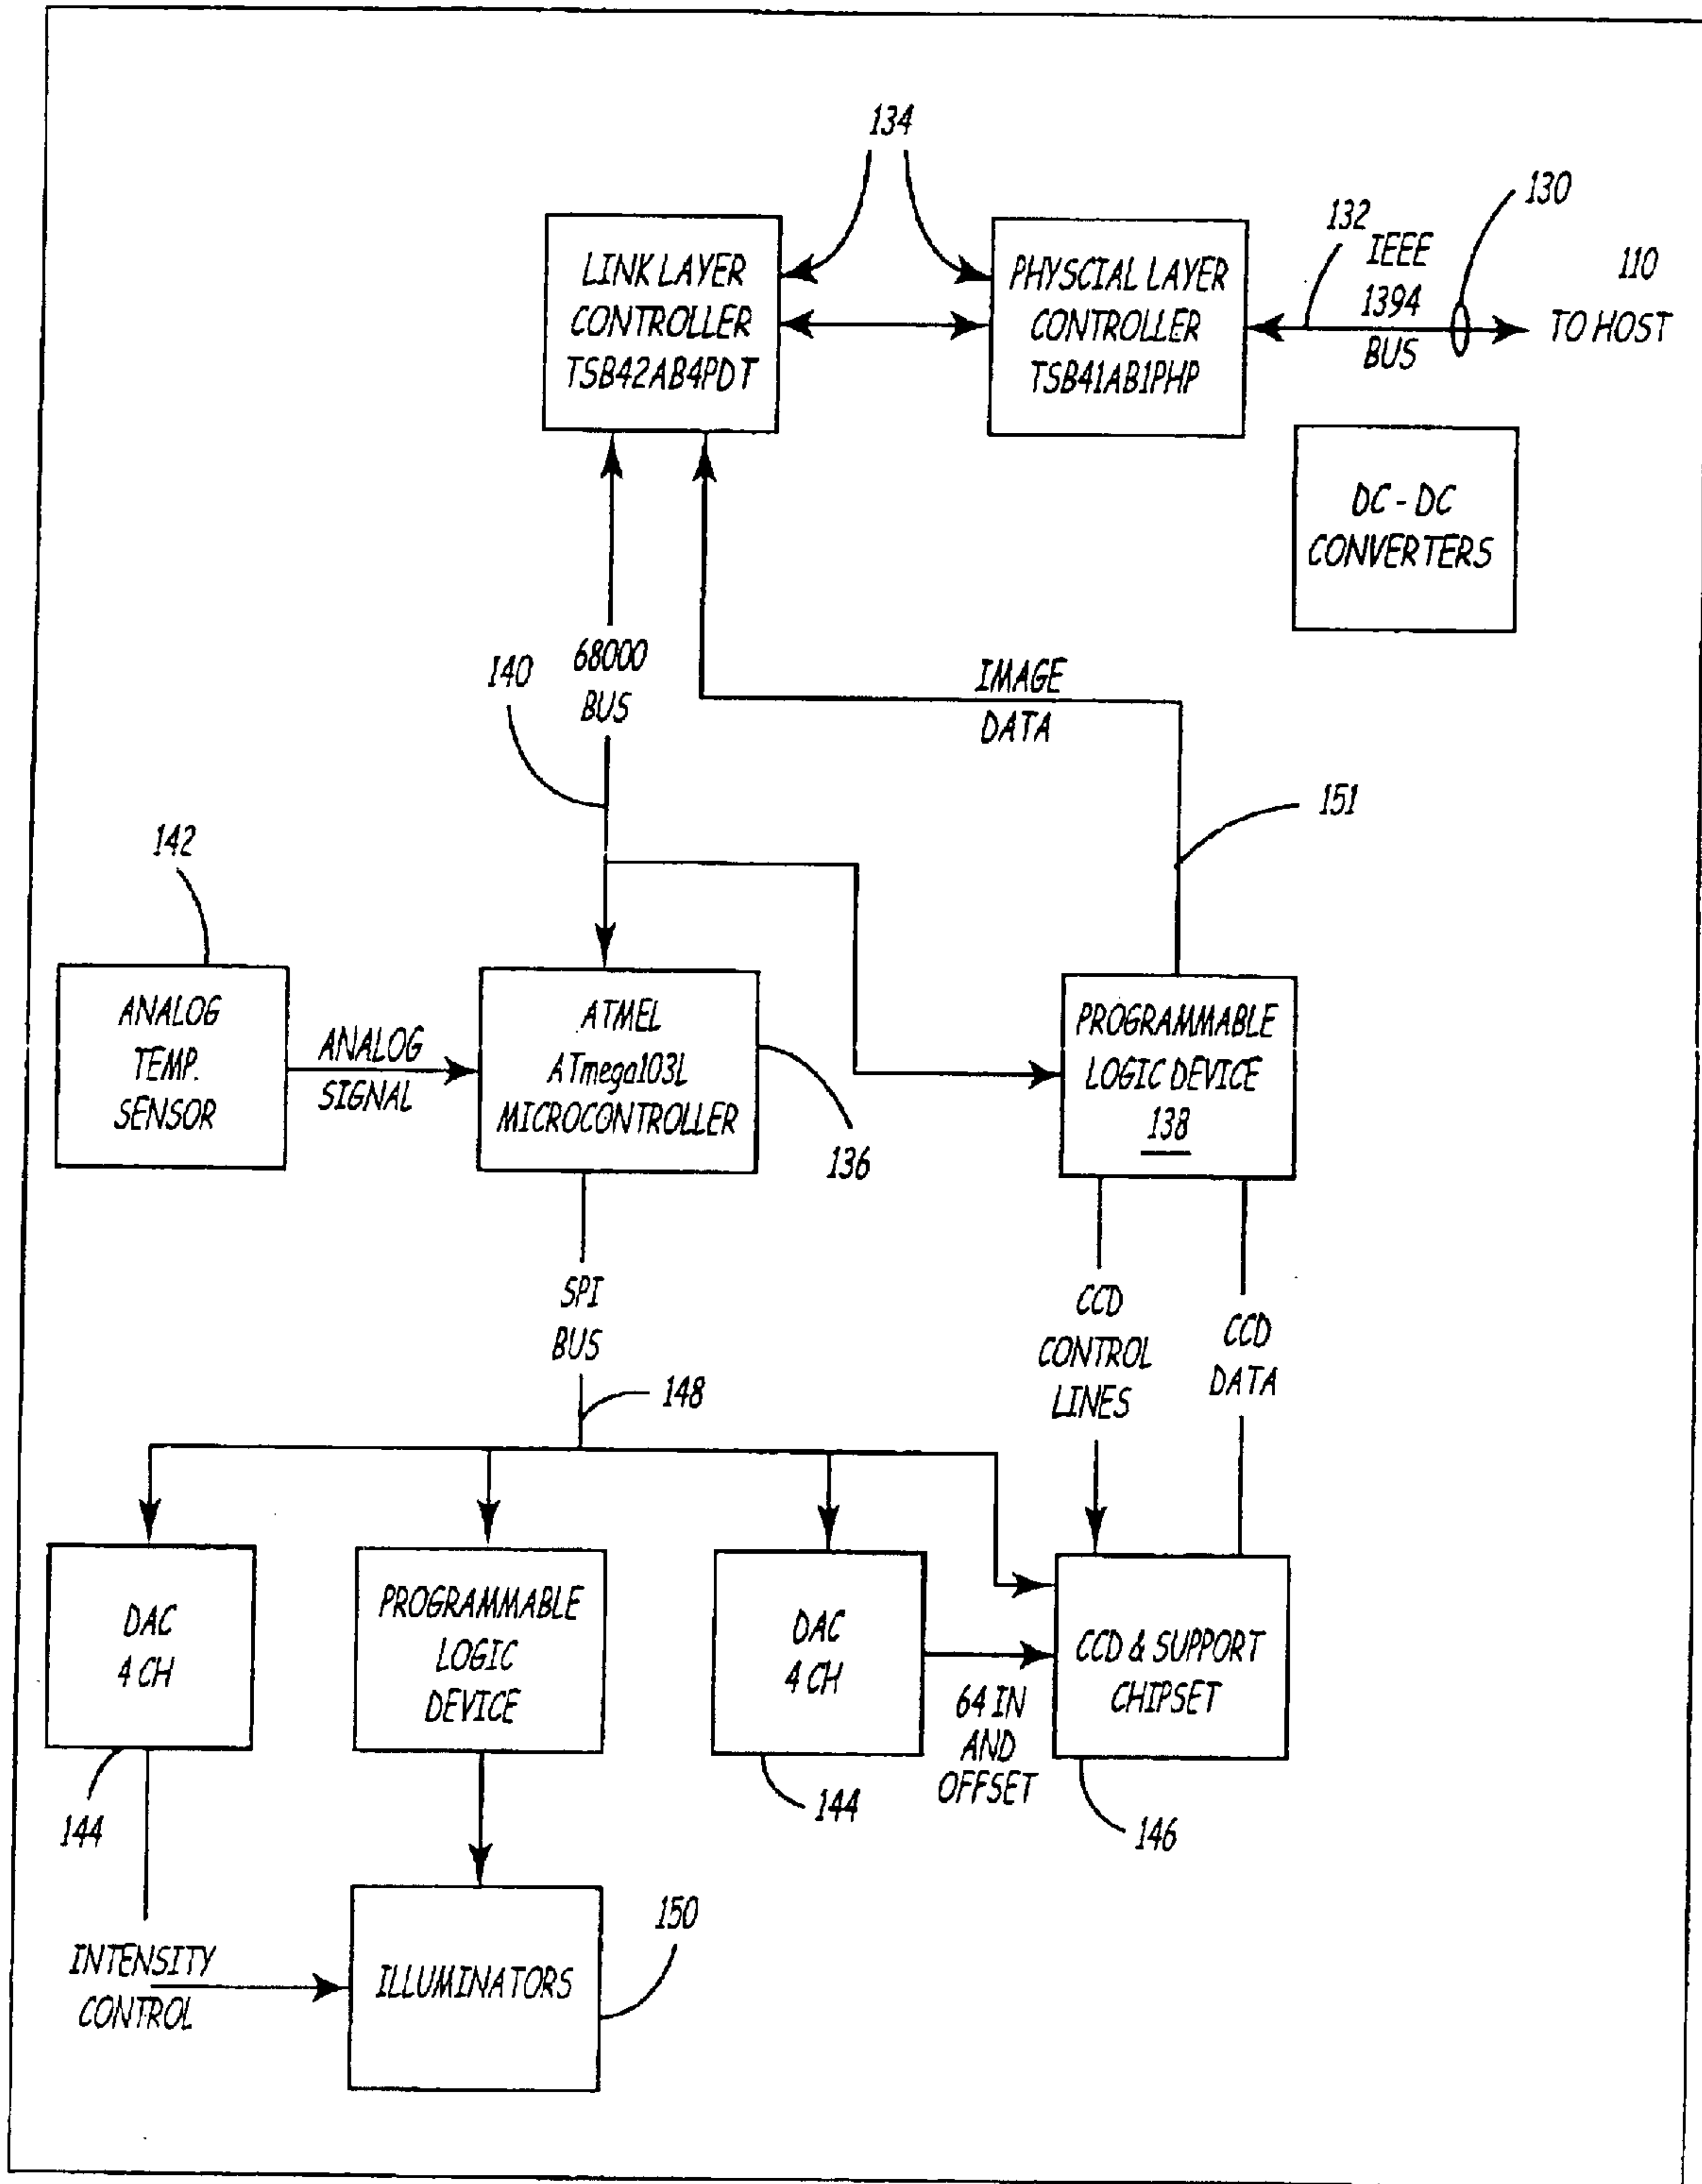 134
130
132
IEEE
1394
BUS
110
TO HOST
LINK LAYER
CONTROLLER
TSB42AB4PDT
PHYSCIAL LAYER
CONTROLLER
TSB41AB1PHP
DC - DC
CONVERTERS
140
68000
BUS
IMAGE
DATA
151
142
ANALOG
TEMP.
SENSOR
ANALOG
SIGNAL
ATMEL
ATmega103L
MICROCONTROLLER
136
PROGRAMMABLE
LOGIC DEVICE
138
SPI
BUS
148
CCD
CONTROL
LINES
CCD
DATA
DAC
4 CH
144
PROGRAMMABLE
LOGIC
DEVICE
DAC
4 CH
144
64 IN
AND
OFFSET
CCD & SUPPORT
CHIPSET
146
INTENSITY
CONTROL
ILLUMINATORS
150